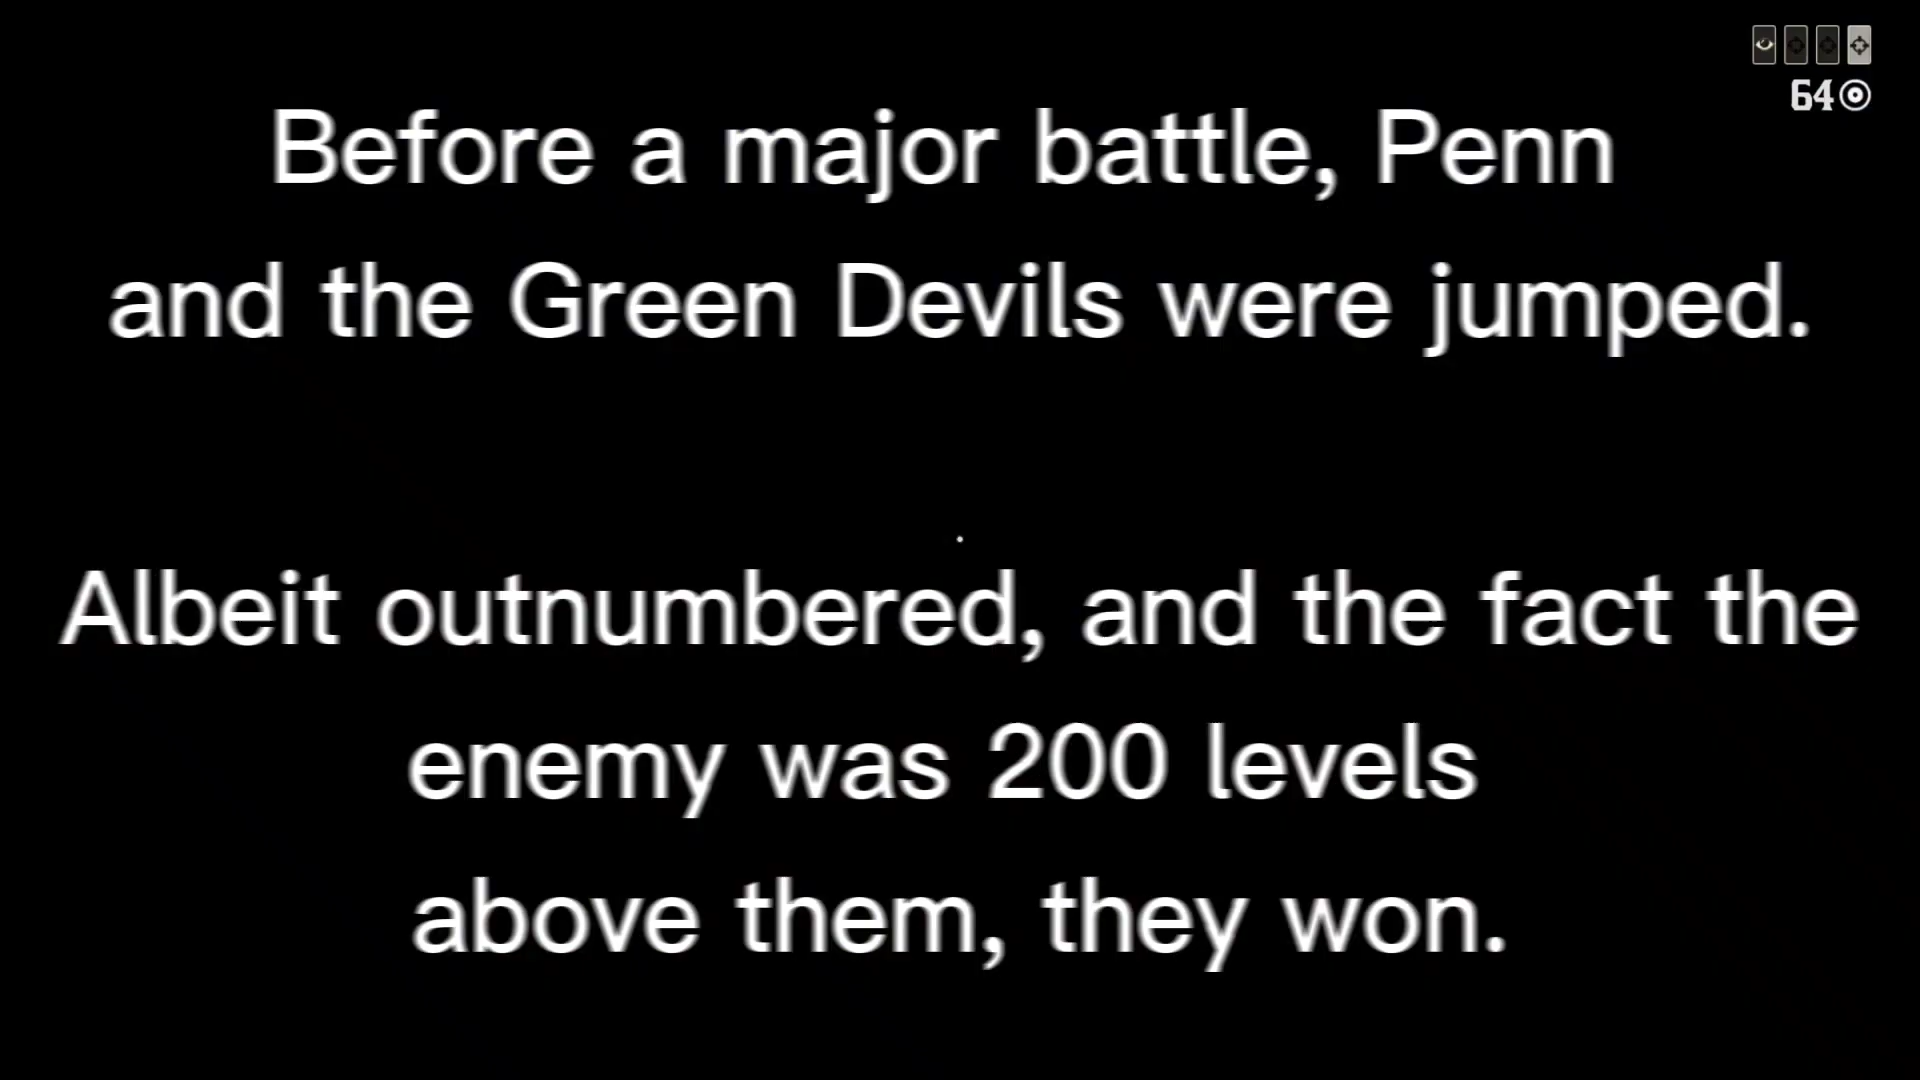 64
Before a major battle, Penn
and the Green Devils were jumped.
Albeit outnumbered, and the fact the
enemy was 200 levels
above them, they won.